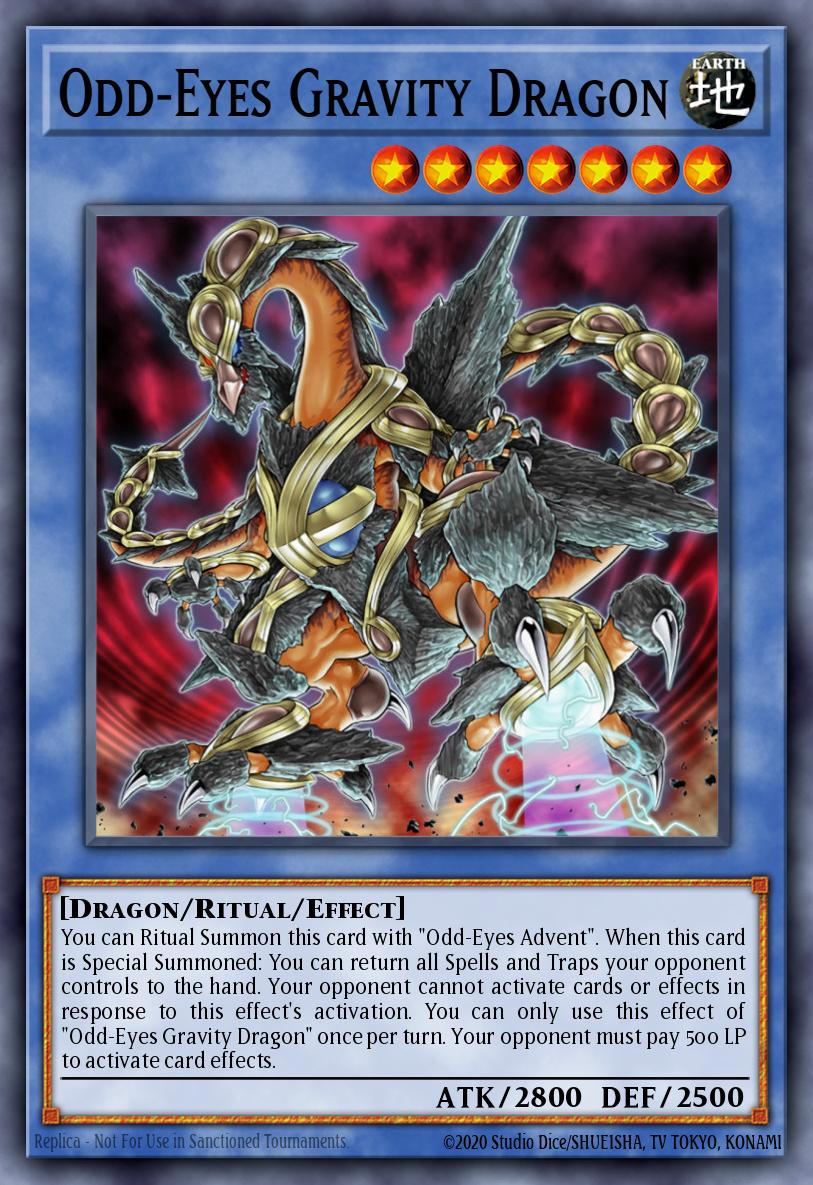 Odd-Eyes Gravity Dragon
EARTH
地
[Dragon/Ritual/Effect]
You can Ritual Summon this card with "Odd-Eyes Advent". When this card
is Special Summoned: You can return all Spells and Traps your opponent
controls to the hand. Your opponent cannot activate cards or effects in
response to this effect's activation. You can only use this effect of
"Odd-Eyes Gravity Dragon" once per turn. Your opponent must pay 500 LP
to activate card effects.
ATK/2800 DEF/2500
Replica - Not For Use in Sanctioned Tournaments.
©2020 Studio Dice/SHUEISHA, TV TOKYO, KONAMI